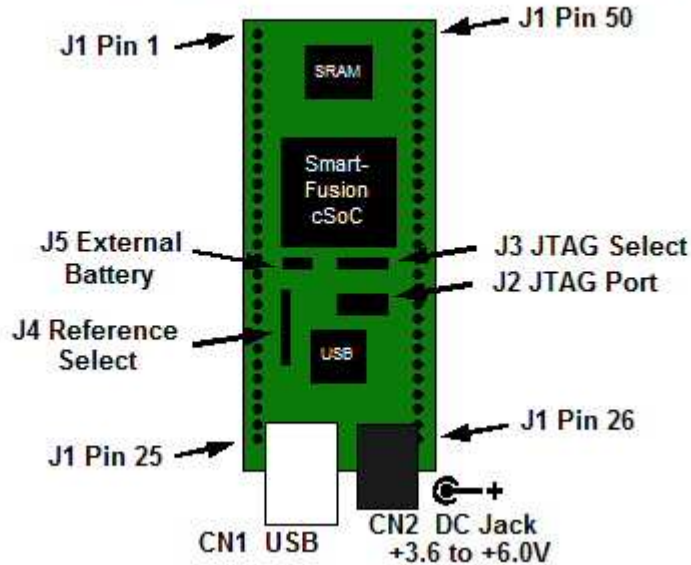 J1 Pin 1
J1 Pin 50
SRAM
Smart-
Fusion
cSoC
J5 External
Battery
J3 JTAG Select
J2 JTAG Port
J4 Reference
Select
USB
J1 Pin 25
J1 Pin 26
CN1 USB
CN2 DC Jack
+3.6 to +6.0V
+